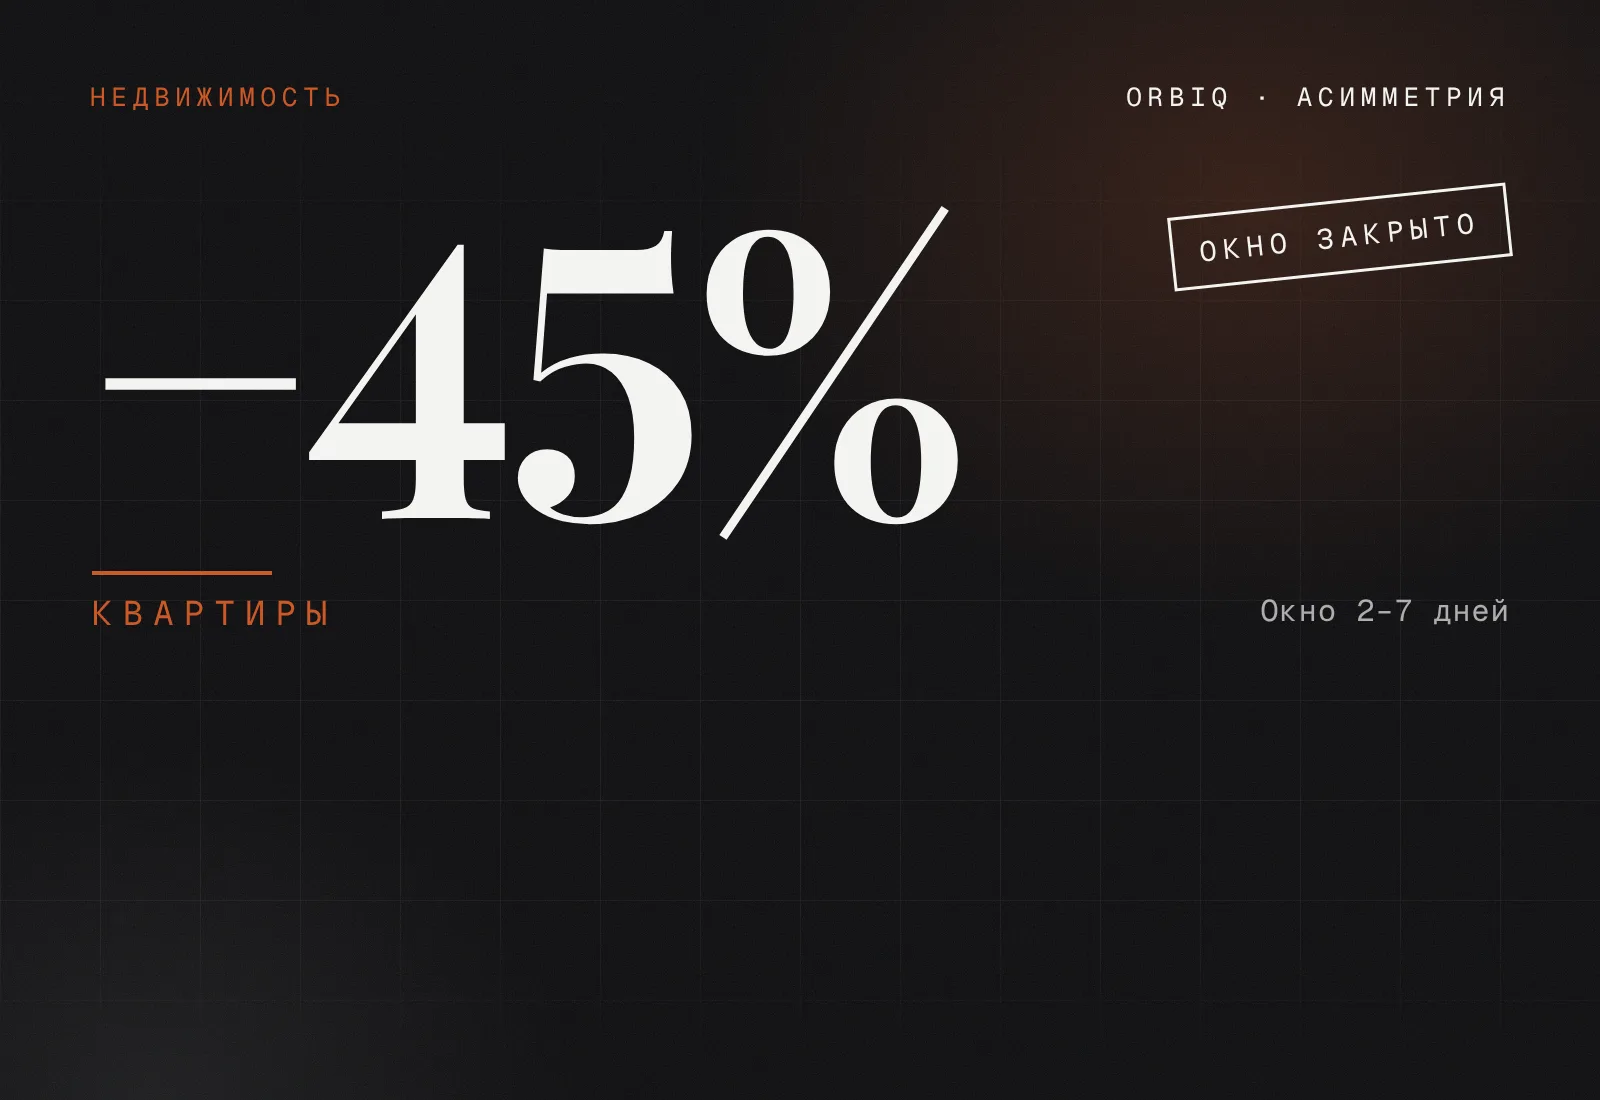 НЕДВИЖИМОСТЬ
ORBIQ · АСИММЕТРИЯ
ОКНО ЗАКРЫТО
—45%
КВАРТИРЫ
Окно 2–7 дней